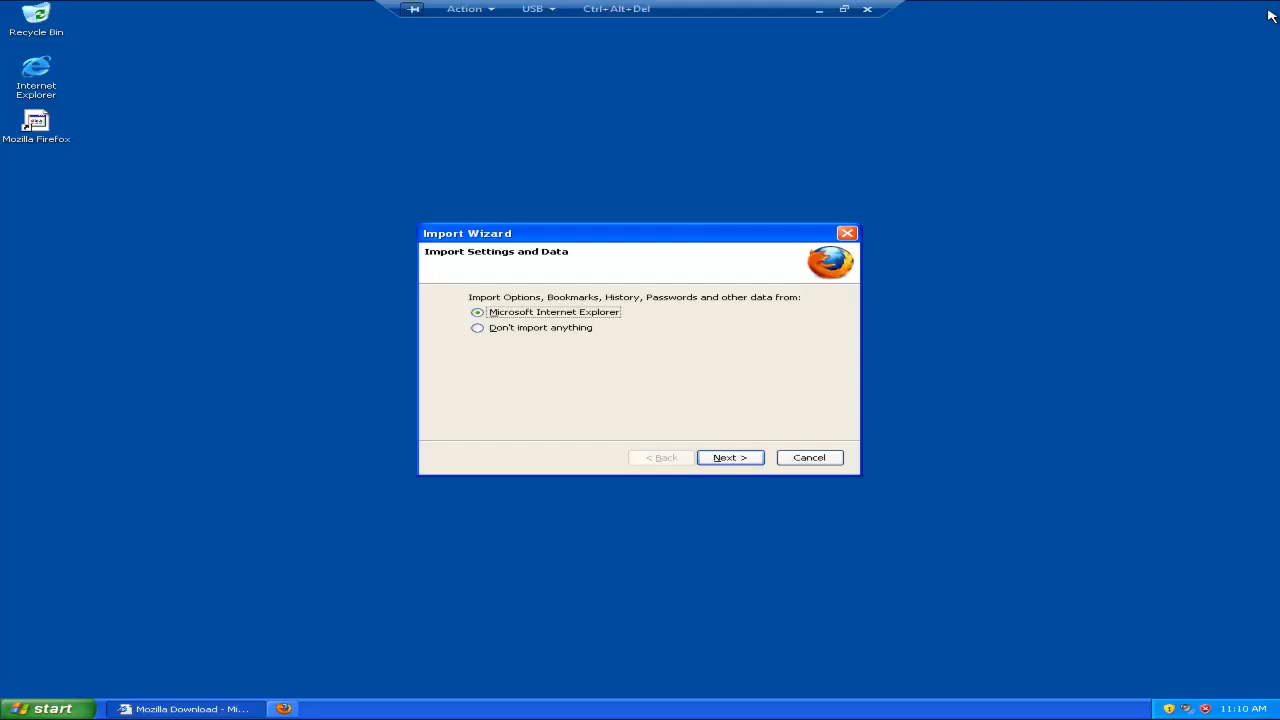 Action
USB
Ctrl+Alt+Del
Recycle Bin
Internet
Explorer
Mozilla Firefox
Import Wizard
Import Settings and Data
Import Options, Bookmarks, History, Passwords and other data from:
Microsoft Internet Explorer
Don't import anything
< Back
Next >
Cancel
start
Mozilla Download - Mi...
11:10 AM